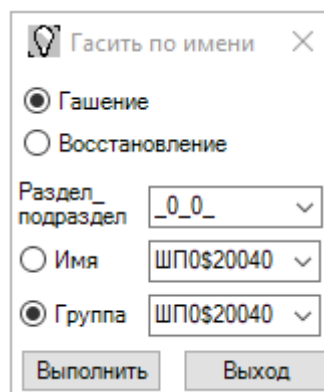 Гасить по имени
Гашение
Восстановление
Раздел_
подраздел
_0_0_
Имя
ШП0$20040
Группа
ШП0$20040
Выполнить
Выход